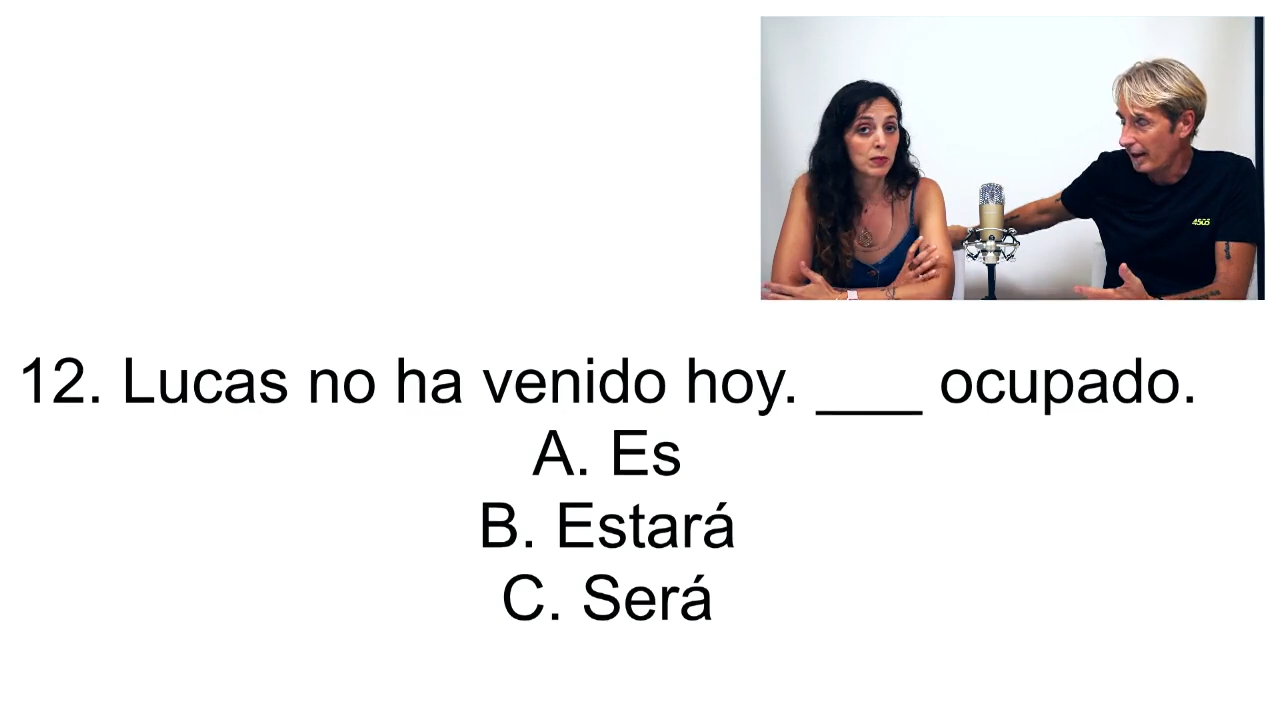 12. Lucas no ha venido hoy. ___ ocupado.
A. Es
B. Estará
C. Será